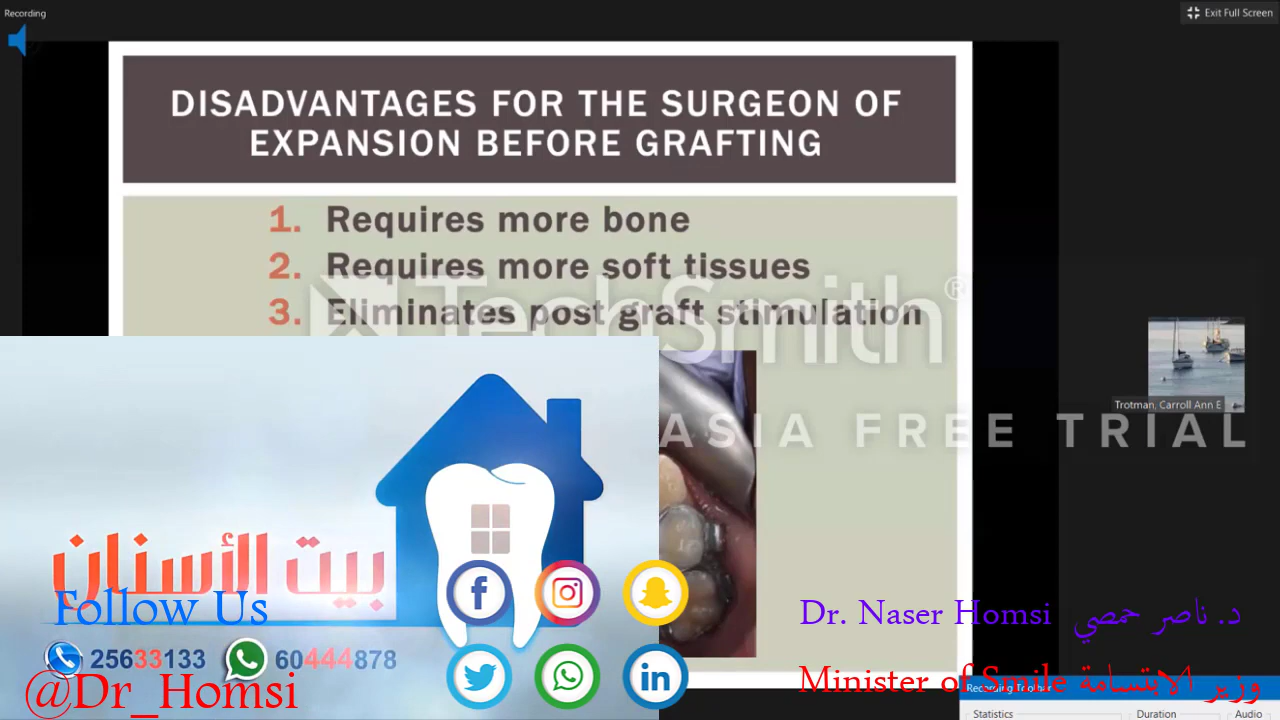 Recording
Exit Full Screen
DISADVANTAGES FOR THE SURGEON OF
EXPANSION BEFORE GRAFTING
1. Requires more bone
2. Requires more soft tissues
3. Eliminates post graft stimulation
TechSmith®
ASIA FREE TRIAL
Trotman, Carroll Ann E
بيت الأسنان
Follow Us
25633133
60444878
@Dr_Homsi
Dr. Naser Homsi د. ناصر حمصي
Minister of Smile وزير الابتسامة
Recording Toolbar
Statistics
Duration
Audio